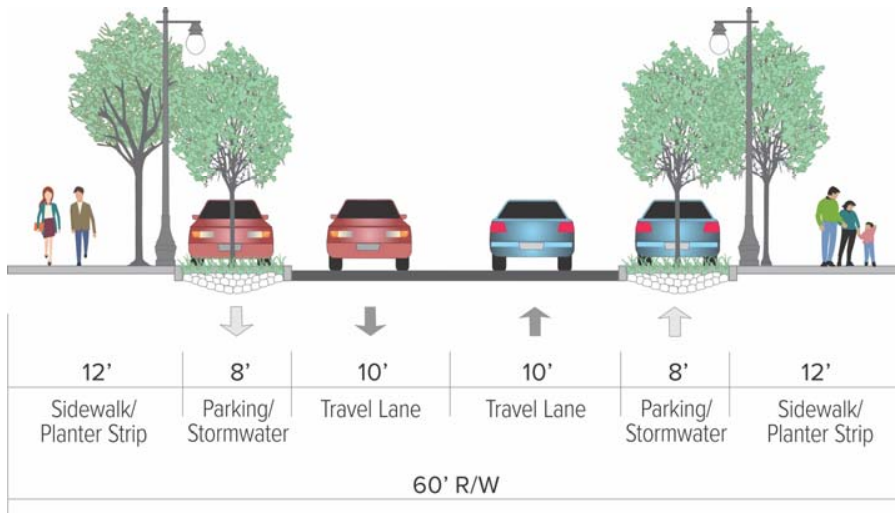 12’ 8’ 10’ 10’ 8’ 12’
Sidewalk/ Parking/ Travel Lane Travel Lane Parking/ Sidewalk/
Planter Strip Stormwater Stormwater Planter Strip
60’ R/W